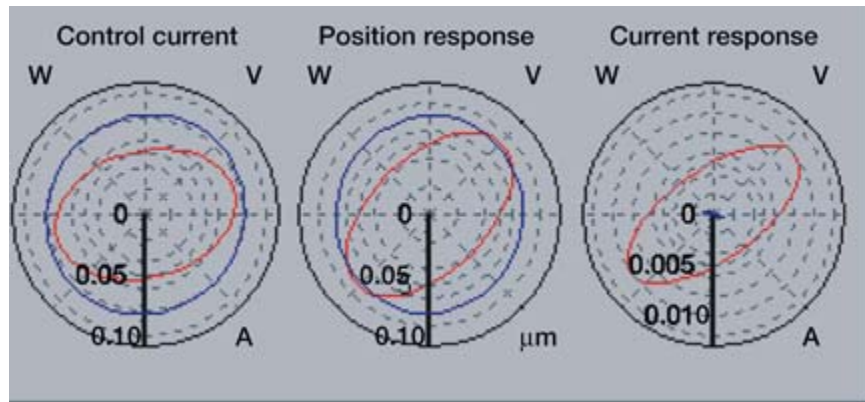 Control current Position response Current response
W V W V W V
0 0 0
0.05 0.05 0.005
0.10 0.10 0.010
A µm A